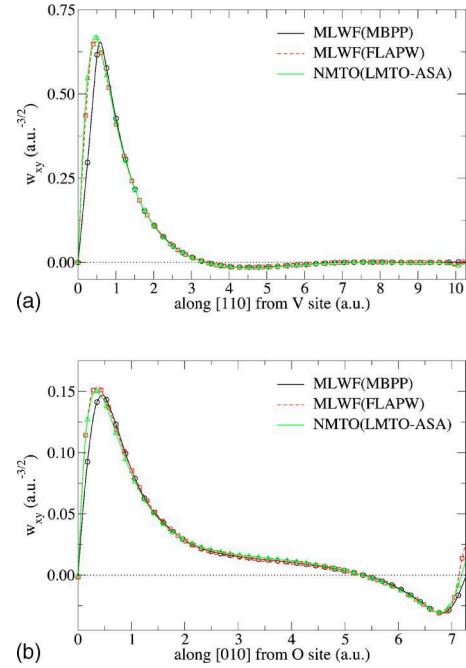 0.75
0.50
0.25
0.00
w_xy (a.u.^-3/2)
MLWF(MBPP)
MLWF(FLAPW)
NMTO(LMTO-ASA)
0 1 2 3 4 5 6 7 8 9 10
along [110] from V site (a.u.)
(a)
0.15
0.10
0.05
0.00
w_xy (a.u.^-3/2)
MLWF(MBPP)
MLWF(FLAPW)
NMTO(LMTO-ASA)
0 1 2 3 4 5 6 7
along [010] from O site (a.u.)
(b)